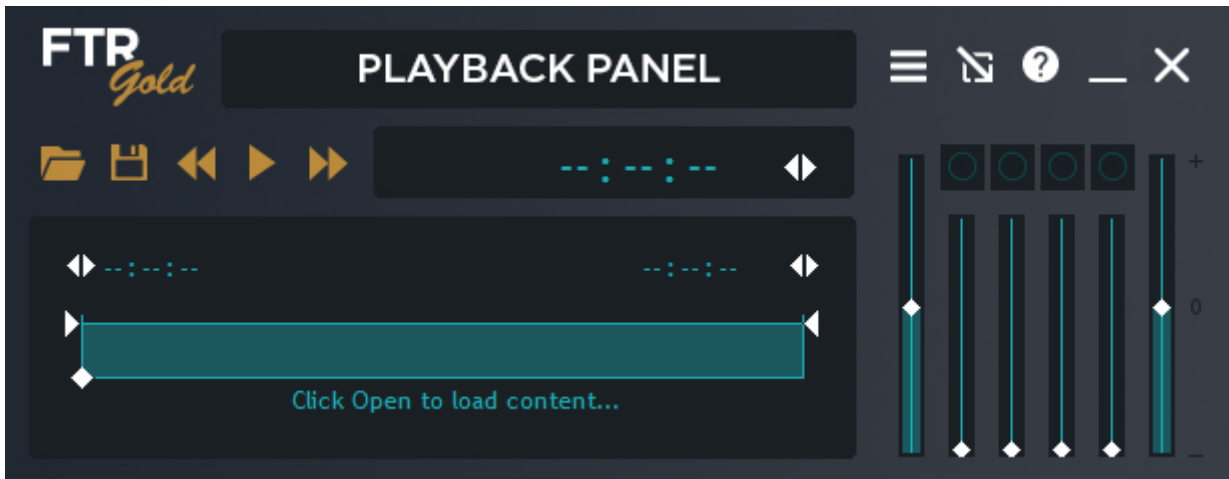 FTR
Gold
PLAYBACK PANEL
?
--:--:--
+
--:--:--
--:--:--
0
Click Open to load content...
–